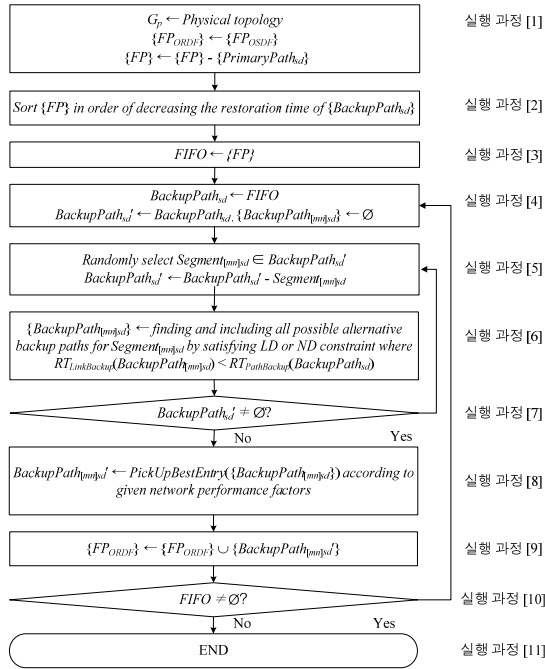 G_p ← Physical topology
{FP_ORDF} ← {FP_OSDF}
{FP} ← {FP} - {PrimaryPath_sd}
실행 과정 [1]
Sort {FP} in order of decreasing the restoration time of {BackupPath_sd}
실행 과정 [2]
FIFO ← {FP}
실행 과정 [3]
BackupPath_sd ← FIFO
BackupPath_sd' ← BackupPath_sd, {BackupPath_[mn]sd} ← ∅
실행 과정 [4]
Randomly select Segment_[mn]sd ∈ BackupPath_sd'
BackupPath_sd' ← BackupPath_sd' - Segment_[mn]sd
실행 과정 [5]
{BackupPath_[mn]sd} ← finding and including all possible alternative
backup paths for Segment_[mn]sd by satisfying LD or ND constraint where
RT_LinkBackup(BackupPath_[mn]sd) < RT_PathBackup(BackupPath_sd)
실행 과정 [6]
BackupPath_sd' ≠ ∅?
실행 과정 [7]
No
Yes
BackupPath_[mn]sd' ← PickUpBestEntry({BackupPath_[mn]sd}) according to
given network performance factors
실행 과정 [8]
{FP_ORDF} ← {FP_ORDF} ∪ {BackupPath_[mn]sd'}
실행 과정 [9]
FIFO ≠ ∅?
실행 과정 [10]
No
Yes
END
실행 과정 [11]